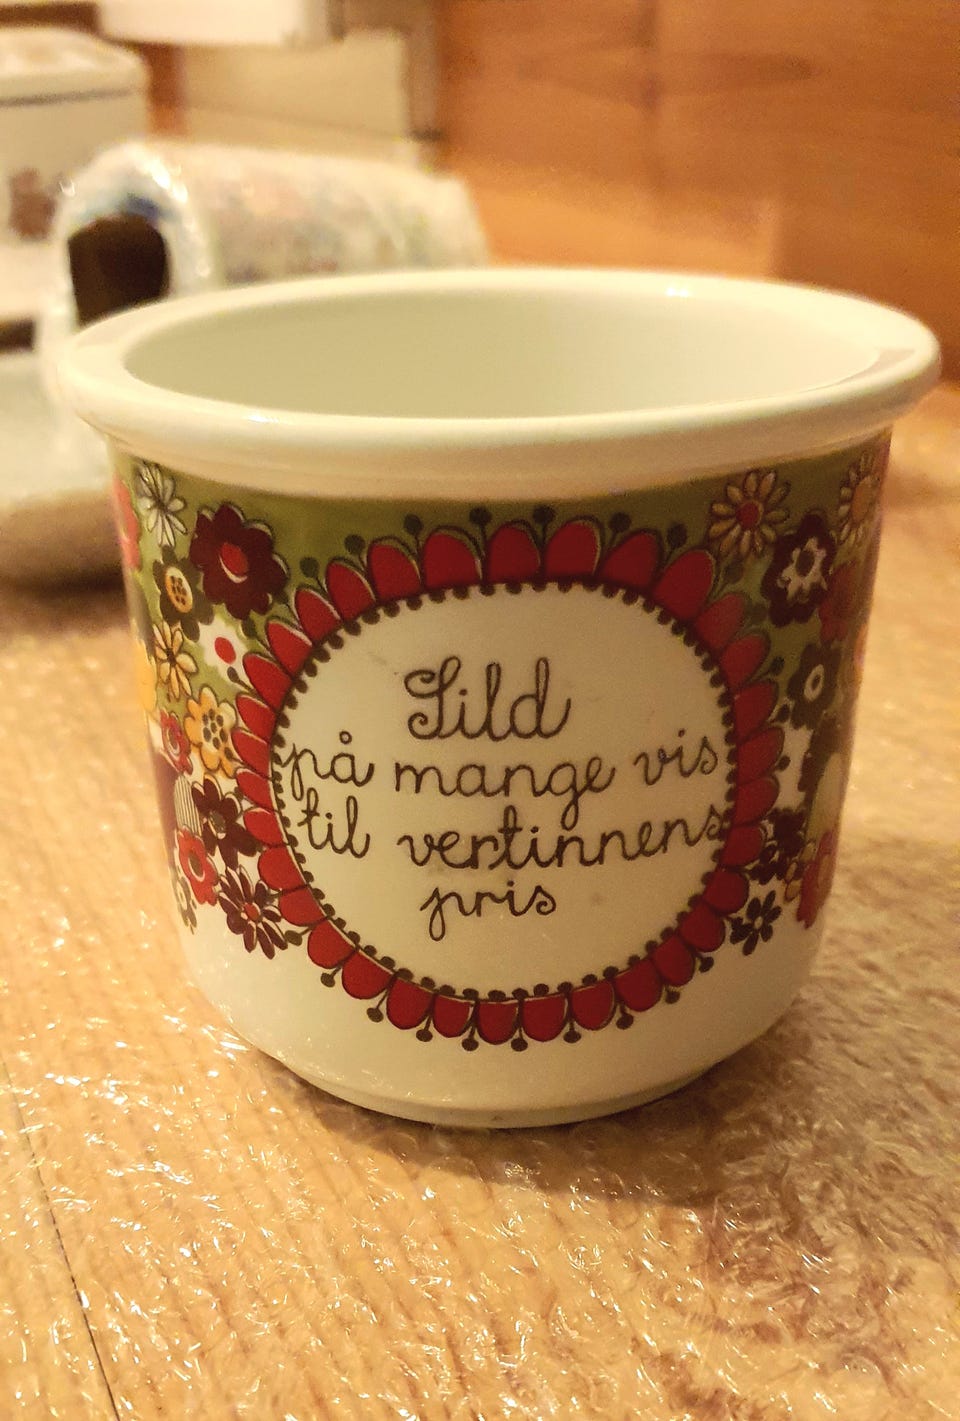 Sild
på mange vis
til vertinnens
pris